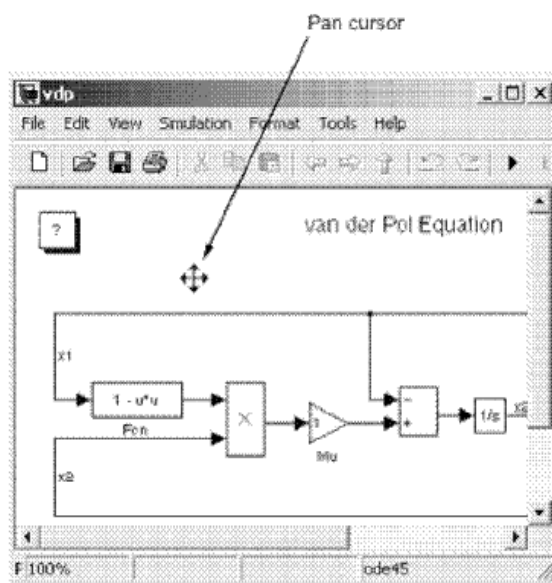 Pan cursor
vdp
File Edit View Simulation Format Tools Help
?
van der Pol Equation
x1
1 - u*u
Fcn
X
1
Mu
-
+
1/s
x2
100%
ode45